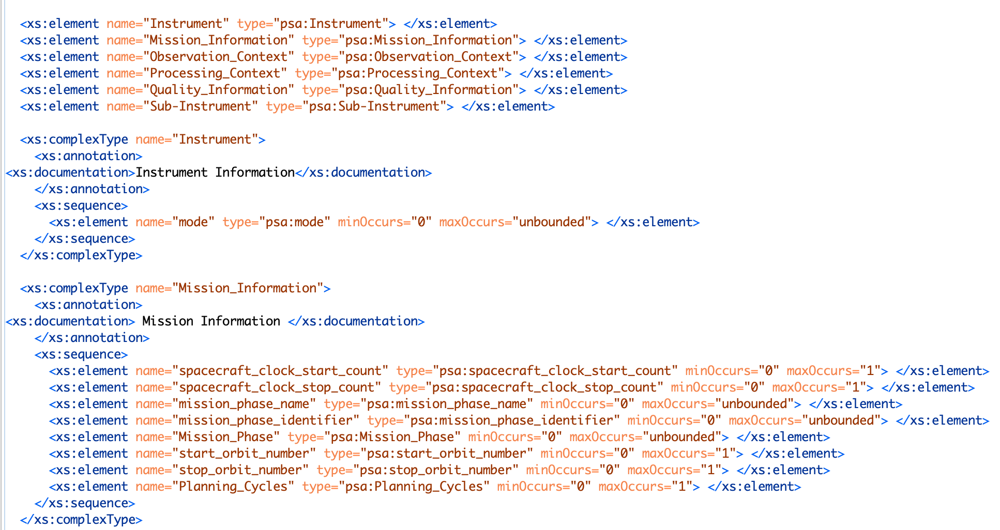 <xs:element name="Instrument" type="psa:Instrument"> </xs:element>
<xs:element name="Mission_Information" type="psa:Mission_Information"> </xs:element>
<xs:element name="Observation_Context" type="psa:Observation_Context"> </xs:element>
<xs:element name="Processing_Context" type="psa:Processing_Context"> </xs:element>
<xs:element name="Quality_Information" type="psa:Quality_Information"> </xs:element>
<xs:element name="Sub-Instrument" type="psa:Sub-Instrument"> </xs:element>
<xs:complexType name="Instrument">
<xs:annotation>
<xs:documentation>Instrument Information</xs:documentation>
</xs:annotation>
<xs:sequence>
<xs:element name="mode" type="psa:mode" minOccurs="0" maxOccurs="unbounded"> </xs:element>
</xs:sequence>
</xs:complexType>
<xs:complexType name="Mission_Information">
<xs:annotation>
<xs:documentation> Mission Information </xs:documentation>
</xs:annotation>
<xs:sequence>
<xs:element name="spacecraft_clock_start_count" type="psa:spacecraft_clock_start_count" minOccurs="0" maxOccurs="1"> </xs:element>
<xs:element name="spacecraft_clock_stop_count" type="psa:spacecraft_clock_stop_count" minOccurs="0" maxOccurs="1"> </xs:element>
<xs:element name="mission_phase_name" type="psa:mission_phase_name" minOccurs="0" maxOccurs="unbounded"> </xs:element>
<xs:element name="mission_phase_identifier" type="psa:mission_phase_identifier" minOccurs="0" maxOccurs="unbounded"> </xs:element>
<xs:element name="Mission_Phase" type="psa:Mission_Phase" minOccurs="0" maxOccurs="unbounded"> </xs:element>
<xs:element name="start_orbit_number" type="psa:start_orbit_number" minOccurs="0" maxOccurs="1"> </xs:element>
<xs:element name="stop_orbit_number" type="psa:stop_orbit_number" minOccurs="0" maxOccurs="1"> </xs:element>
<xs:element name="Planning_Cycles" type="psa:Planning_Cycles" minOccurs="0" maxOccurs="1"> </xs:element>
</xs:sequence>
</xs:complexType>